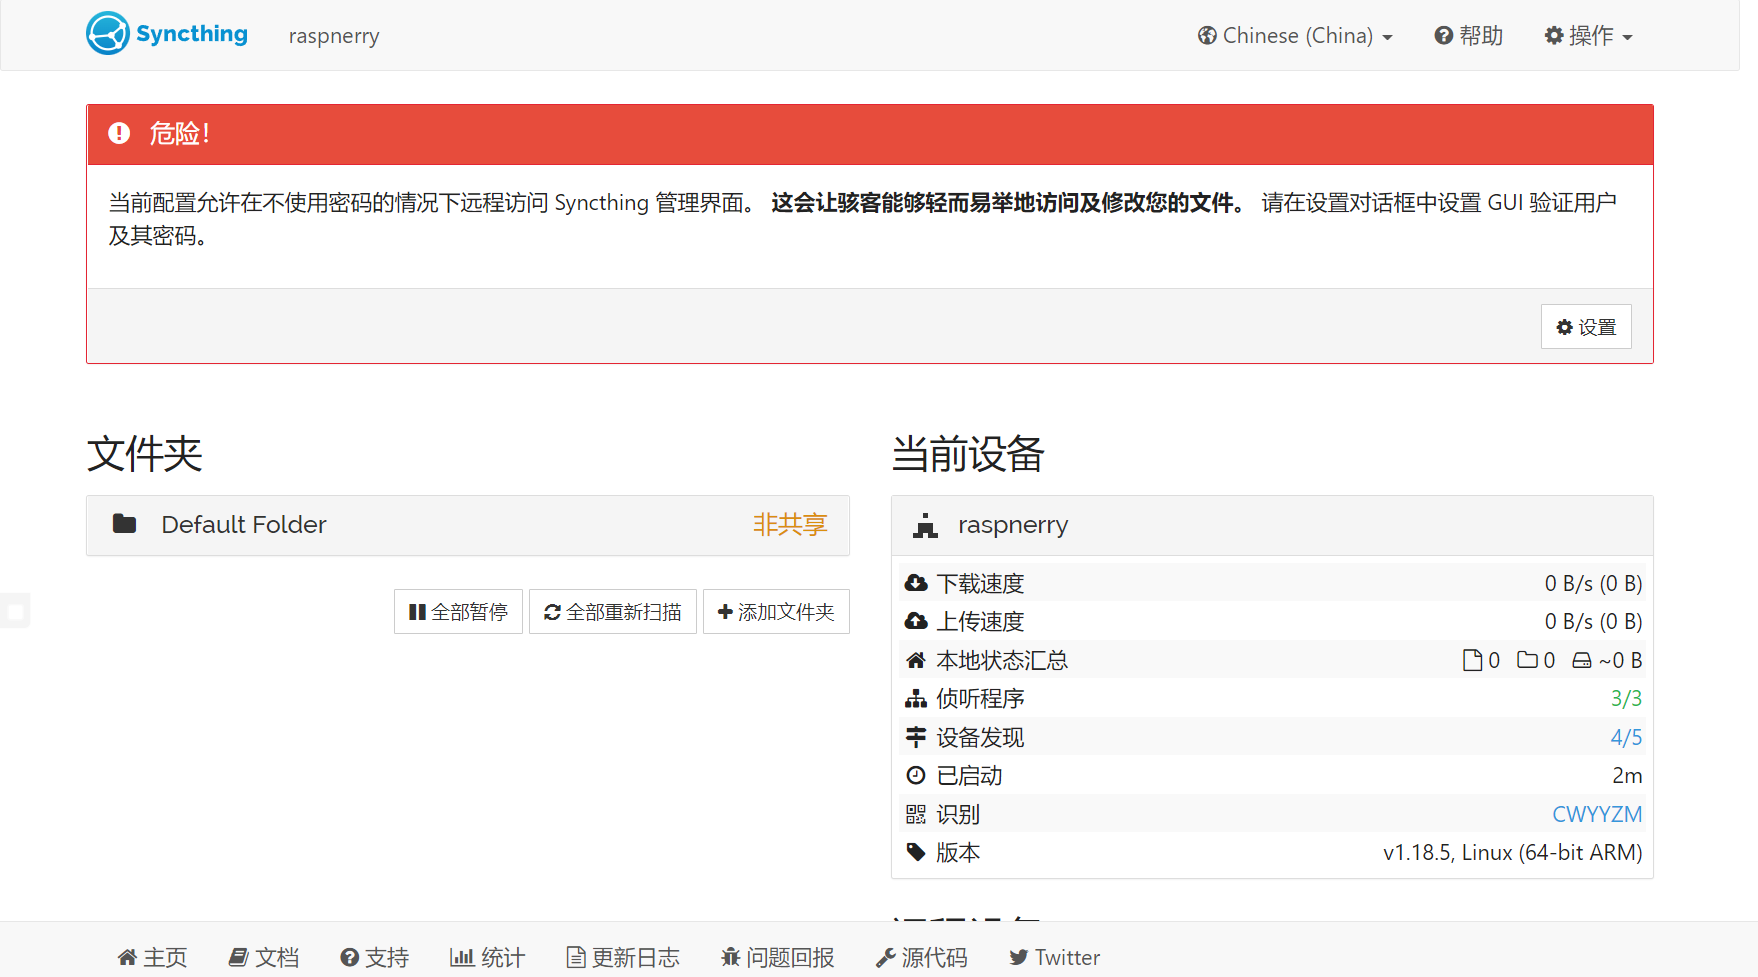 Syncthing raspnerry Chinese (China) 帮助 操作
危险!
当前配置允许在不使用密码的情况下远程访问 Syncthing 管理界面。 这会让骇客能够轻而易举地访问及修改您的文件。 请在设置对话框中设置 GUI 验证用户
及其密码。
设置
文件夹
Default Folder 非共享
全部暂停 全部重新扫描 添加文件夹
当前设备
raspnerry
下载速度 0 B/s (0 B)
上传速度 0 B/s (0 B)
本地状态汇总 0 0 ~0 B
侦听程序 3/3
设备发现 4/5
已启动 2m
识别 CWYYZM
版本 v1.18.5, Linux (64-bit ARM)
主页 文档 支持 统计 更新日志 问题回报 源代码 Twitter